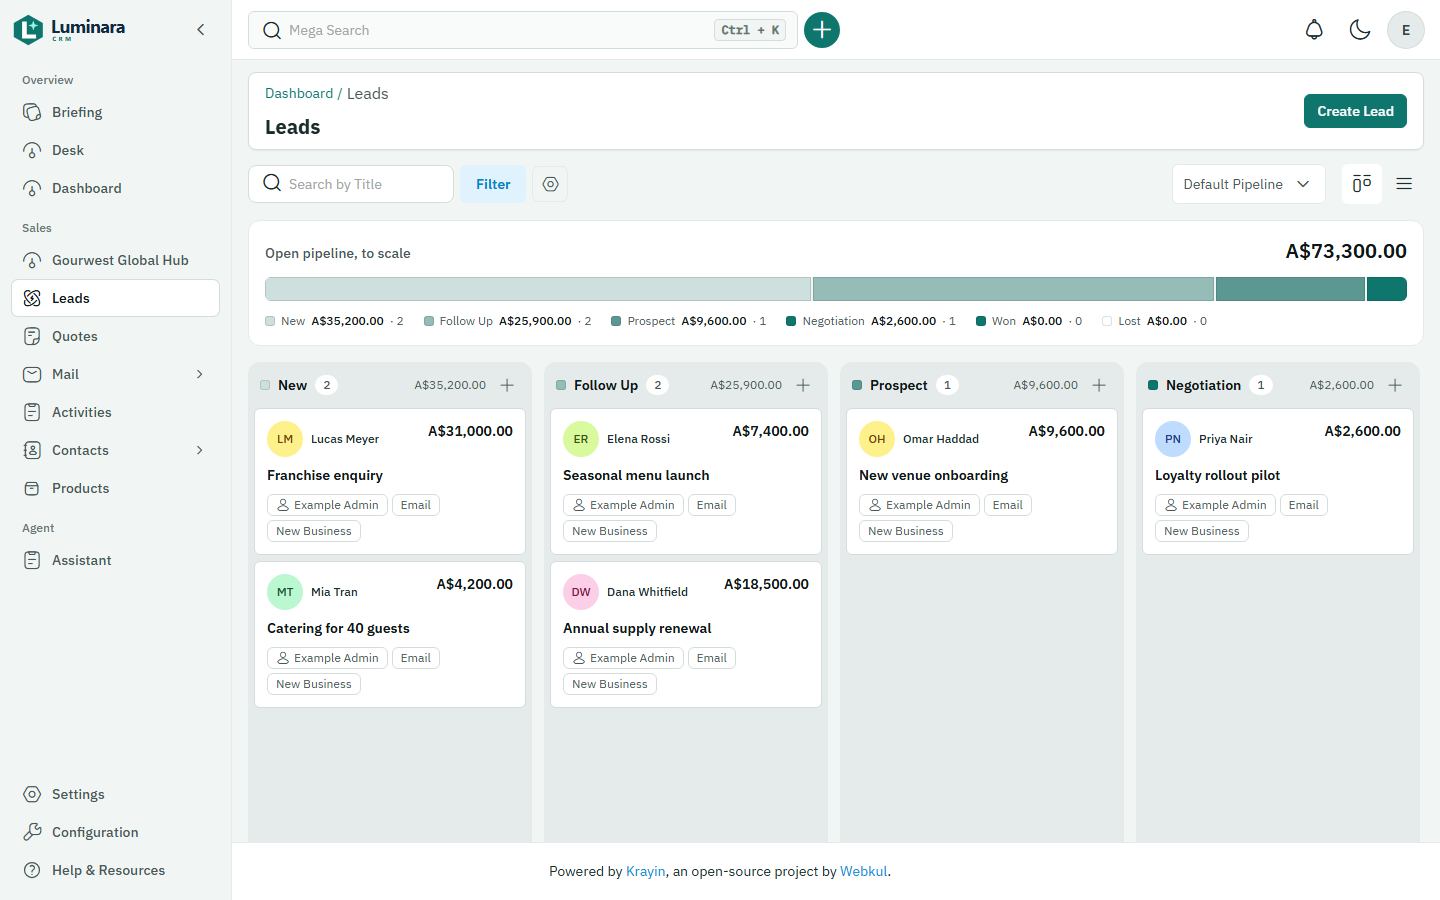 Luminara
CRM
Overview
Briefing
Desk
Dashboard
Sales
Gourwest Global Hub
Leads
Quotes
Mail
Activities
Contacts
Products
Agent
Assistant
Settings
Configuration
Help & Resources
Mega Search
Ctrl + K
E
Dashboard / Leads
Leads
Create Lead
Search by Title
Filter
Default Pipeline
Open pipeline, to scale
A$73,300.00
New A$35,200.00 · 2
Follow Up A$25,900.00 · 2
Prospect A$9,600.00 · 1
Negotiation A$2,600.00 · 1
Won A$0.00 · 0
Lost A$0.00 · 0
New 2 A$35,200.00
LM Lucas Meyer A$31,000.00
Franchise enquiry
Example Admin Email
New Business
MT Mia Tran A$4,200.00
Catering for 40 guests
Example Admin Email
New Business
Follow Up 2 A$25,900.00
ER Elena Rossi A$7,400.00
Seasonal menu launch
Example Admin Email
New Business
DW Dana Whitfield A$18,500.00
Annual supply renewal
Example Admin Email
New Business
Prospect 1 A$9,600.00
OH Omar Haddad A$9,600.00
New venue onboarding
Example Admin Email
New Business
Negotiation 1 A$2,600.00
PN Priya Nair A$2,600.00
Loyalty rollout pilot
Example Admin Email
New Business
Powered by Krayin, an open-source project by Webkul.